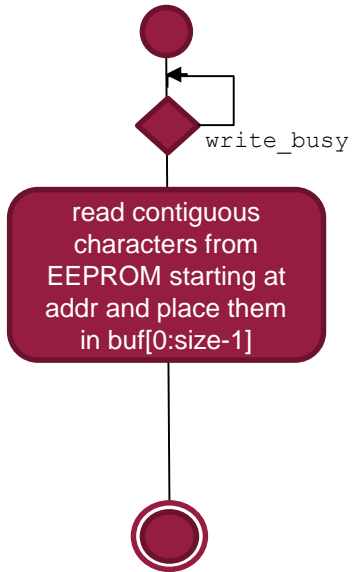 write_busy
read contiguous
characters from
EEPROM starting at
addr and place them
in buf[0:size-1]